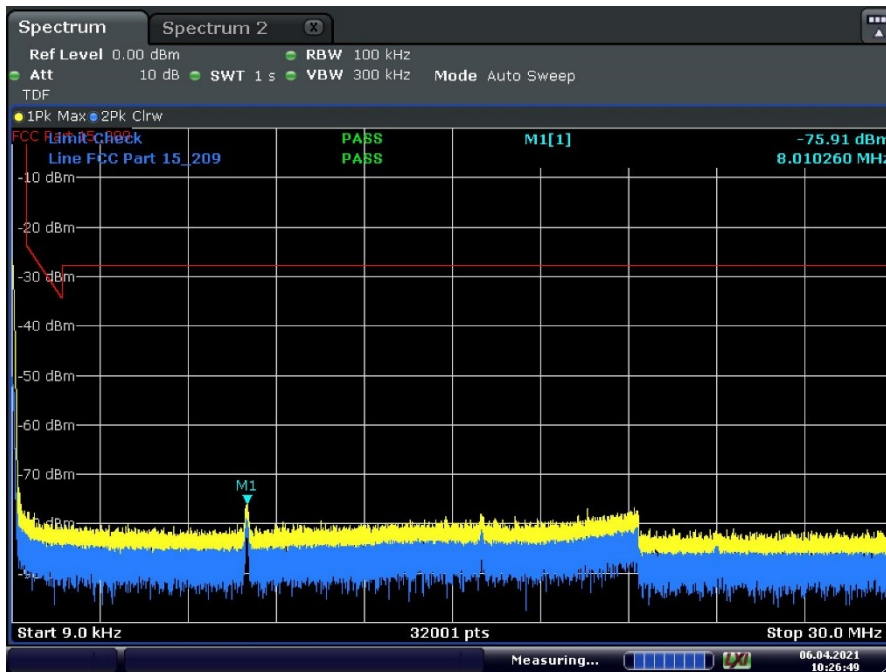 Spectrum
Spectrum 2
Ref Level 0.00 dBm
RBW 100 kHz
Att 10 dB
SWT 1 s
VBW 300 kHz
Mode Auto Sweep
TDF
1Pk Max
2Pk Clrw
Limit Check PASS
Line FCC Part 15_209 PASS
M1[1] -75.91 dBm
8.010260 MHz
-10 dBm
-20 dBm
-30 dBm
-40 dBm
-50 dBm
-60 dBm
-70 dBm
M1
Start 9.0 kHz
32001 pts
Stop 30.0 MHz
Measuring...
LXI
06.04.2021
10:26:49